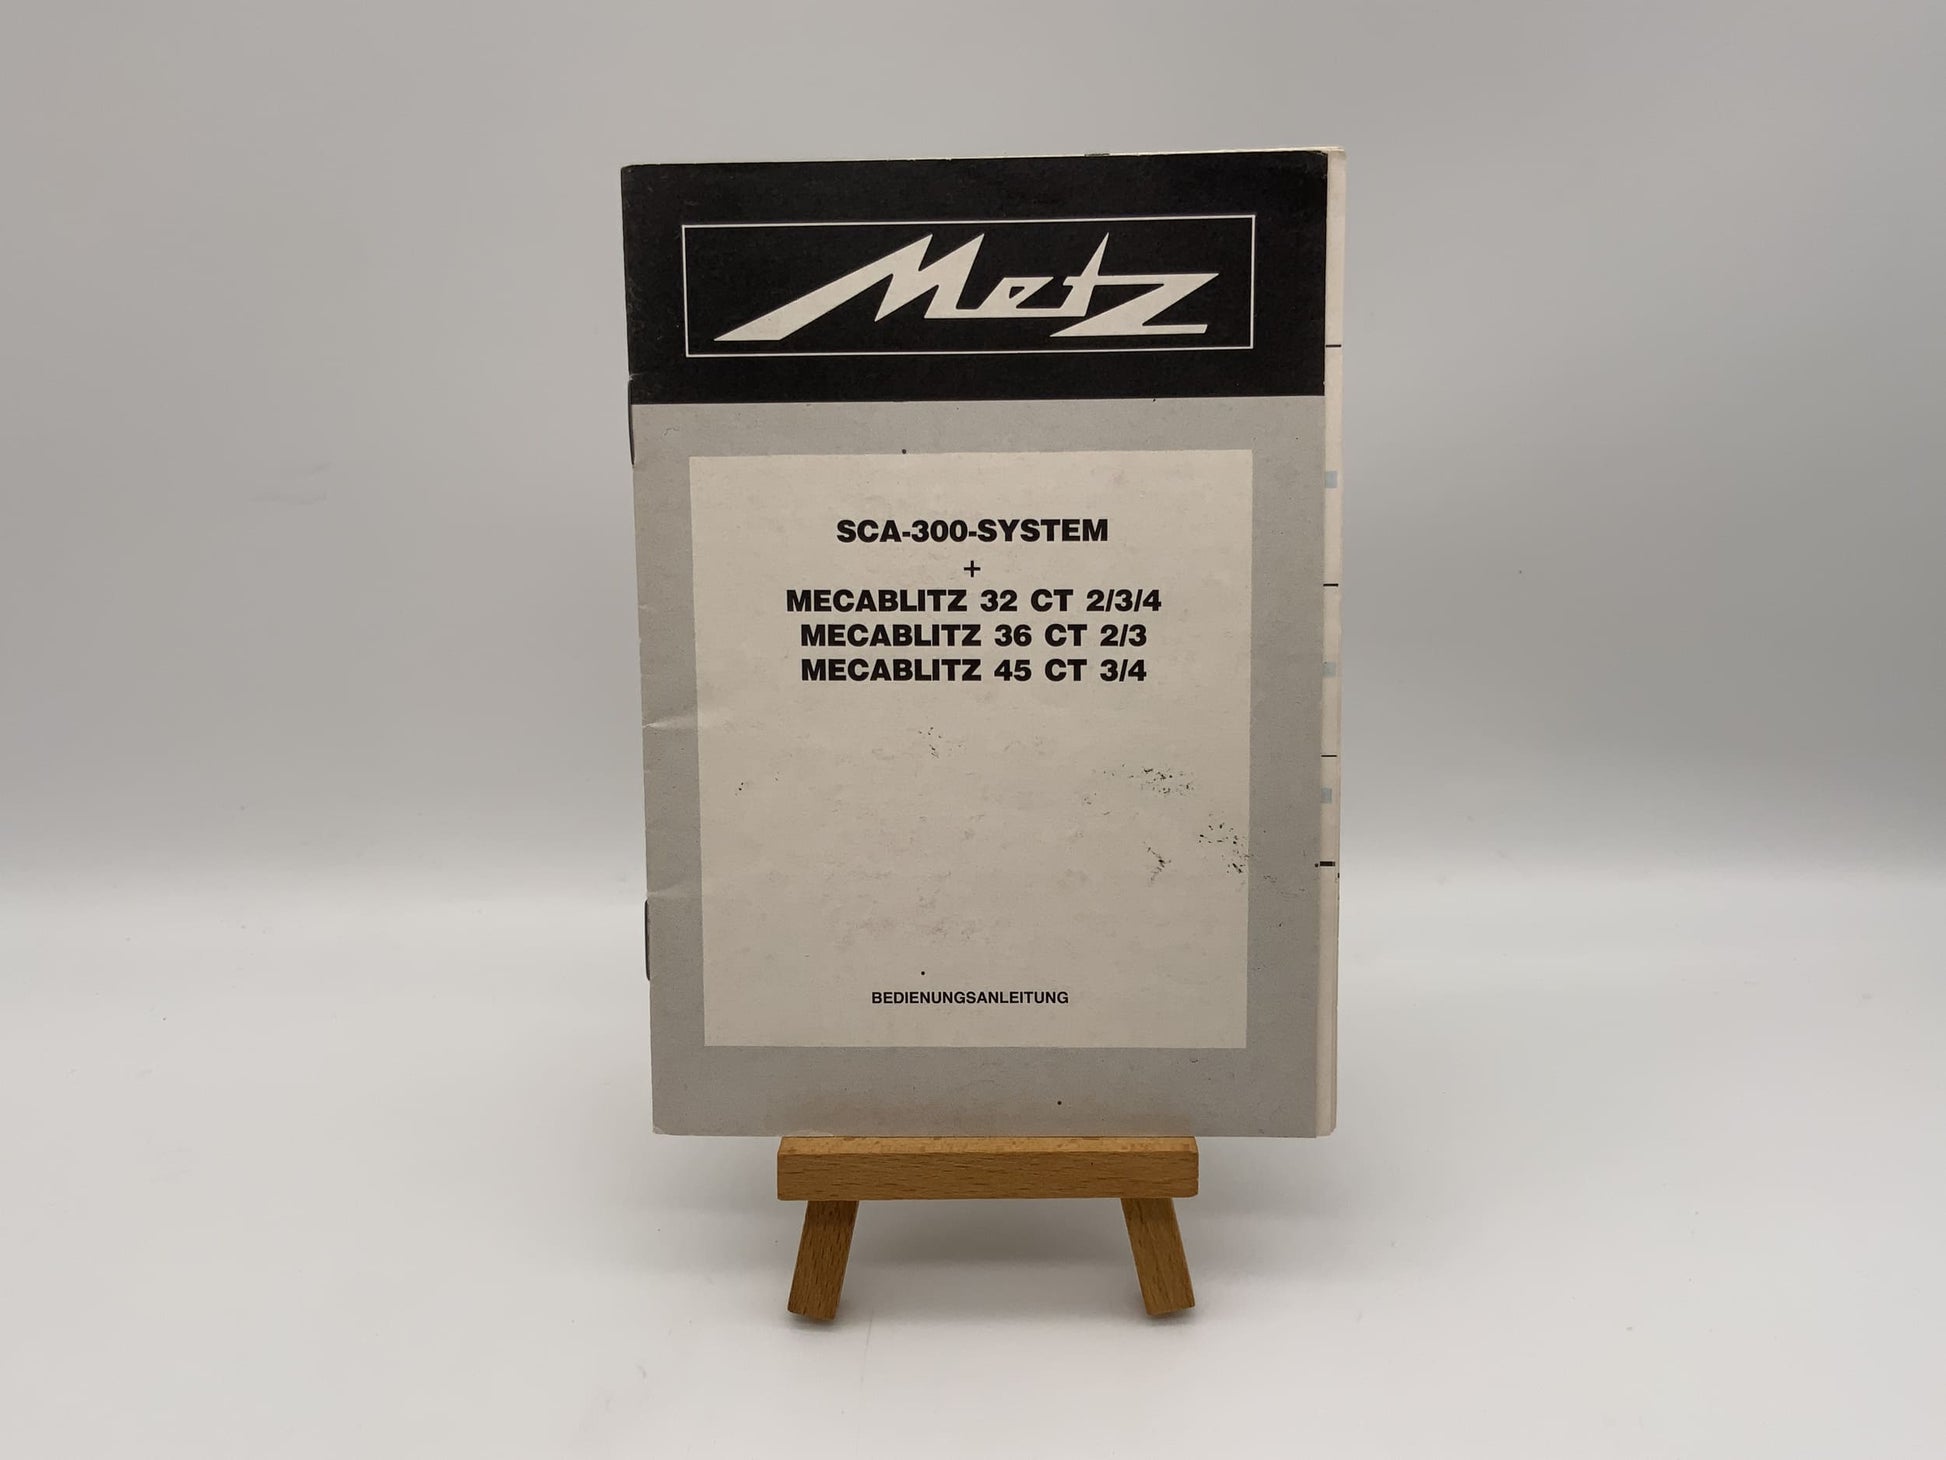 Metz
SCA-300-SYSTEM
+
MECABLITZ 32 CT 2/3/4
MECABLITZ 36 CT 2/3
MECABLITZ 45 CT 3/4
BEDIENUNGSANLEITUNG